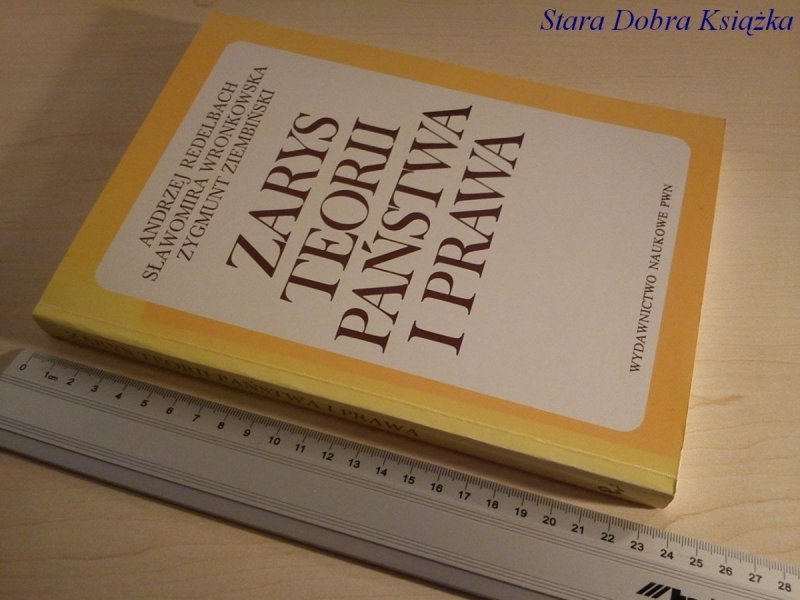 Stara Dobra Książka
ANDRZEJ REDELBACH
SŁAWOMIRA WRONKOWSKA
ZYGMUNT ZIEMBIŃSKI
ZARYS
TEORII
PAŃSTWA
I PRAWA
WYDAWNICTWO NAUKOWE PWN
ZARYS TEORII PAŃSTWA I PRAWA
0 1cm 2 3 4 5 6 7 8 9 10 11 12 13 14 15 16 17 18 19 20 21 22 23 24 25 26 27 28